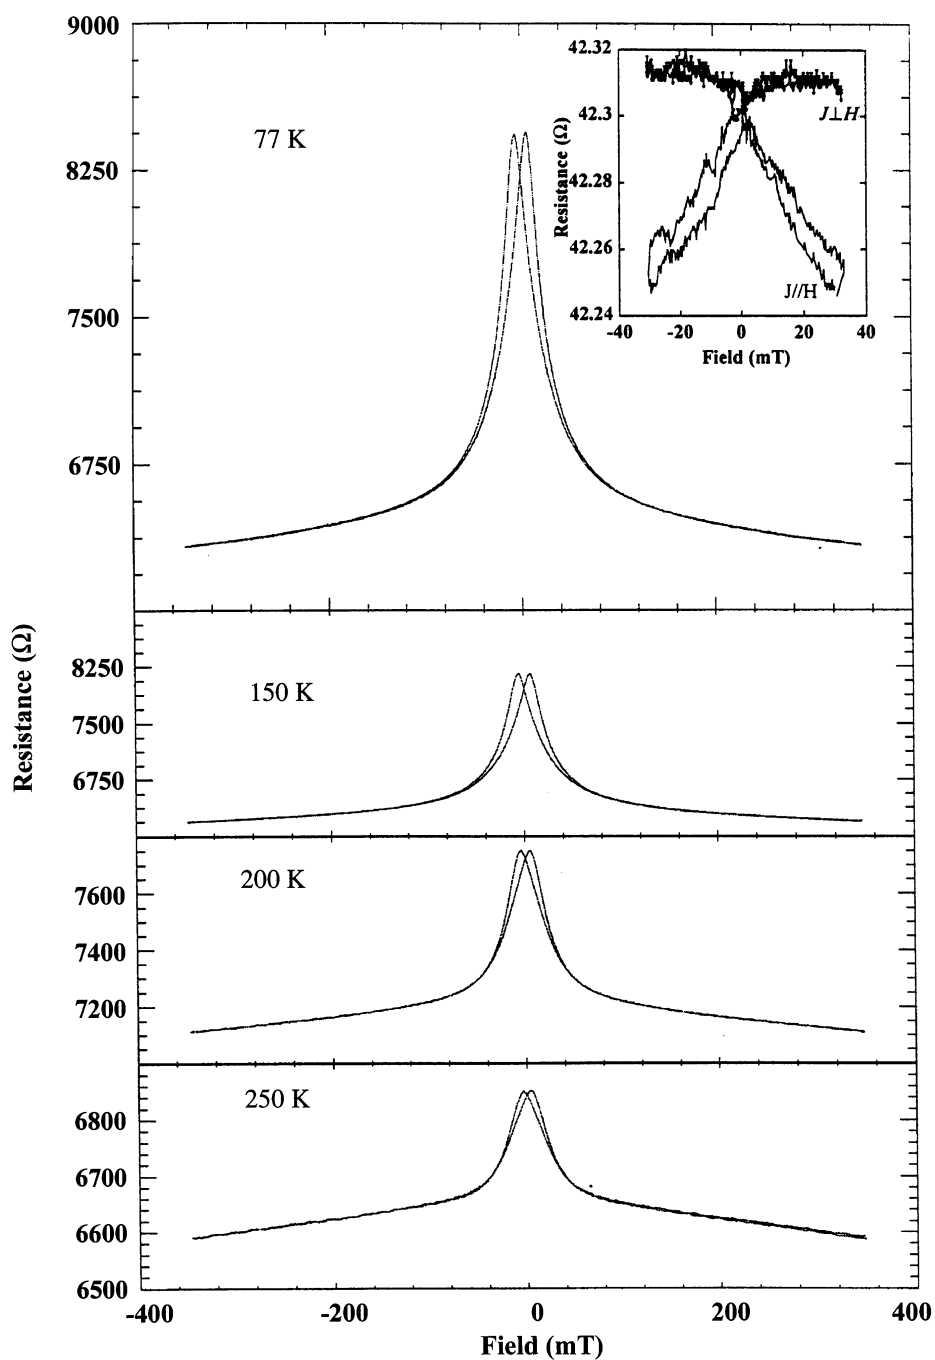 9000
8250
7500
6750
77 K
42.32
42.3
42.28
42.26
42.24
Resistance (Ω)
J⊥H
J//H
-40 -20 0 20 40
Field (mT)
Resistance (Ω)
8250
7500
6750
150 K
7600
7400
7200
200 K
6800
6700
6600
6500
250 K
-400 -200 0 200 400
Field (mT)